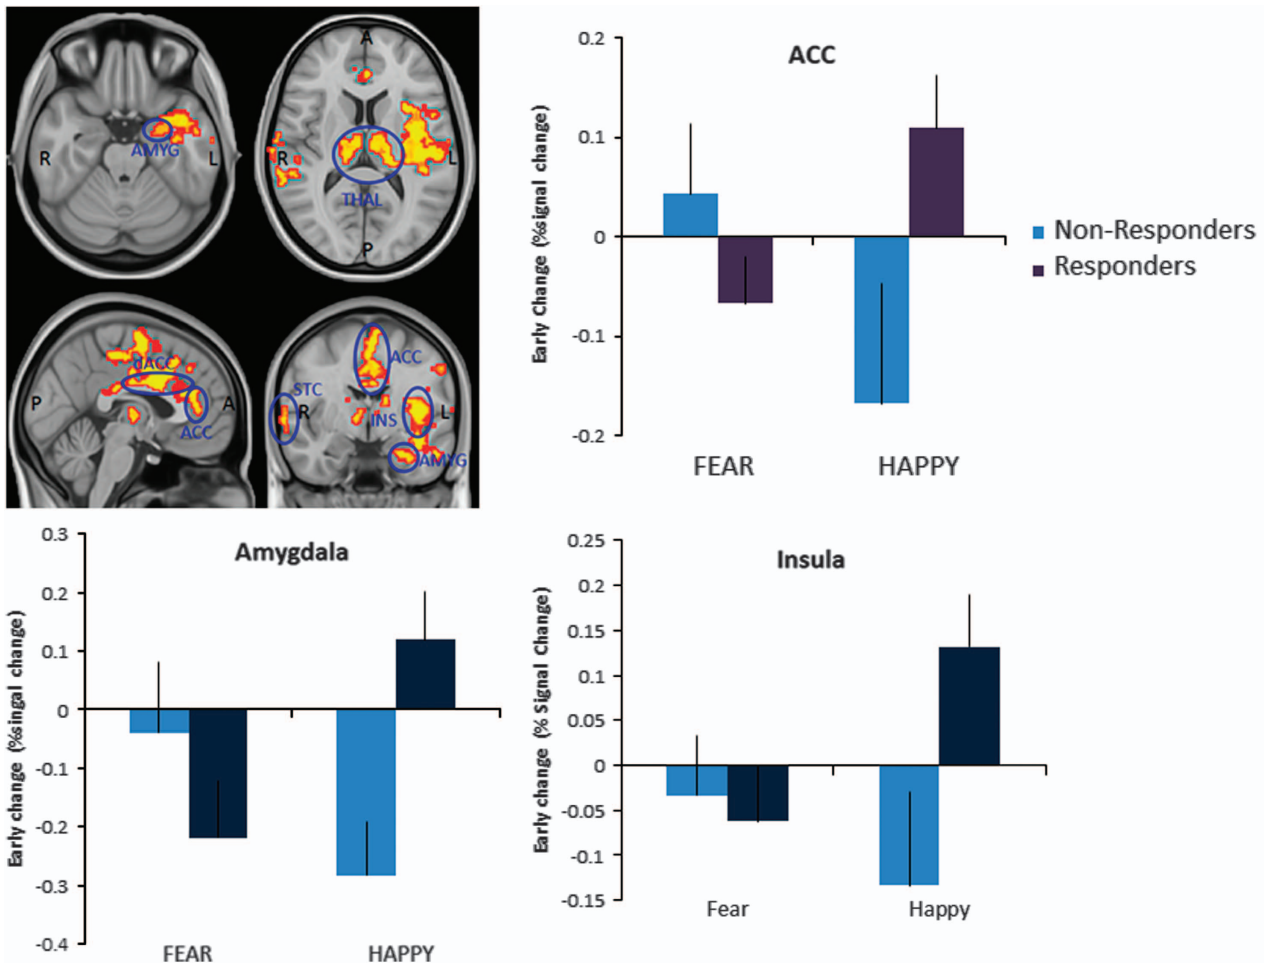 A
AMYG
R
L
R
L
THAL
P
dACC
P
A
ACC
ACC
STC
R
INS
L
AMYG
ACC
Early Change (%signal change)
0.2
0.1
0
-0.1
-0.2
FEAR HAPPY
Non-Responders
Responders
Amygdala
Early change (%singal change)
0.3
0.2
0.1
0
-0.1
-0.2
-0.3
-0.4
FEAR HAPPY
Insula
Early change (% Signal Change)
0.25
0.2
0.15
0.1
0.05
0
-0.05
-0.1
-0.15
Fear Happy